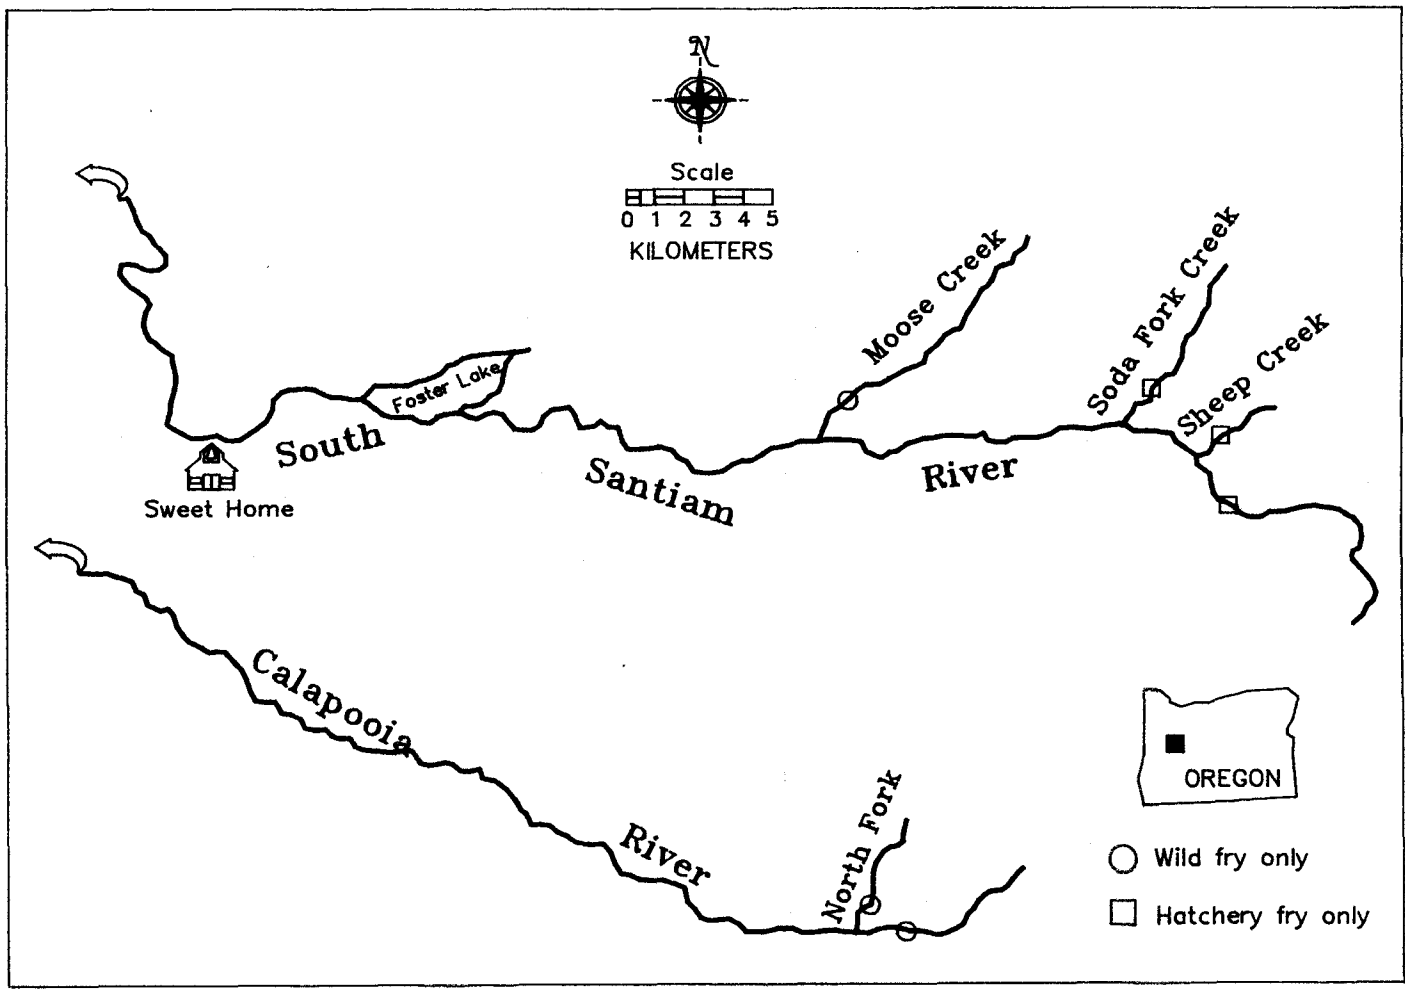 N
Scale
0 1 2 3 4 5
KILOMETERS
Moose Creek
Soda Fork Creek
Sheep Creek
Foster Lake
South
Santiam
River
Sweet Home
Calapooia
River
North Fork
OREGON
Wild fry only
Hatchery fry only